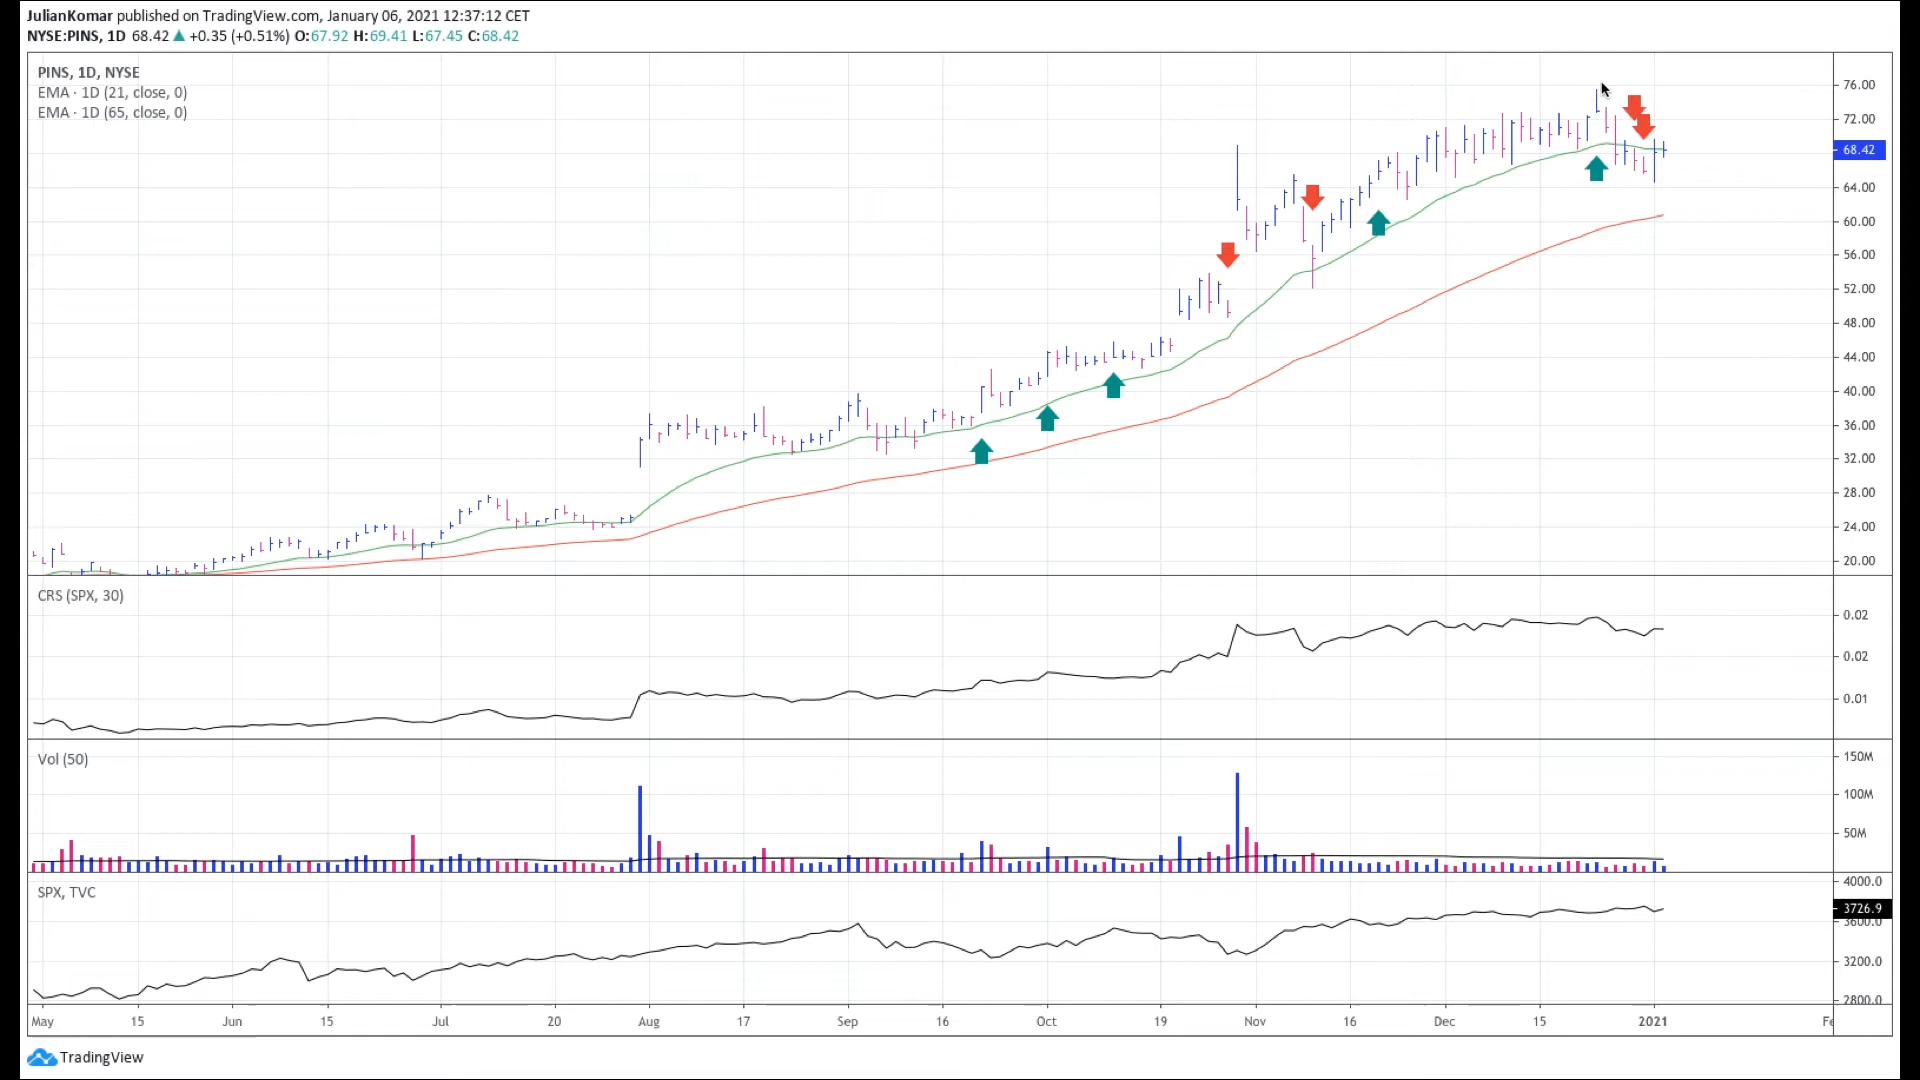 JulianKomar published on TradingView.com, January 06, 2021 12:37:12 CET
NYSE:PINS, 1D 68.42 ▲ +0.35 (+0.51%) O:67.92 H:69.41 L:67.45 C:68.42
PINS, 1D, NYSE
EMA · 1D (21, close, 0)
EMA · 1D (65, close, 0)
76.00
72.00
68.42
64.00
60.00
56.00
52.00
48.00
44.00
40.00
36.00
32.00
28.00
24.00
20.00
CRS (SPX, 30)
0.02
0.02
0.01
Vol (50)
150M
100M
50M
SPX, TVC
4000.0
3726.9
3600.0
3200.0
2800.0
May 15 Jun 15 Jul 20 Aug 17 Sep 16 Oct 19 Nov 16 Dec 15 2021 Fe
TradingView